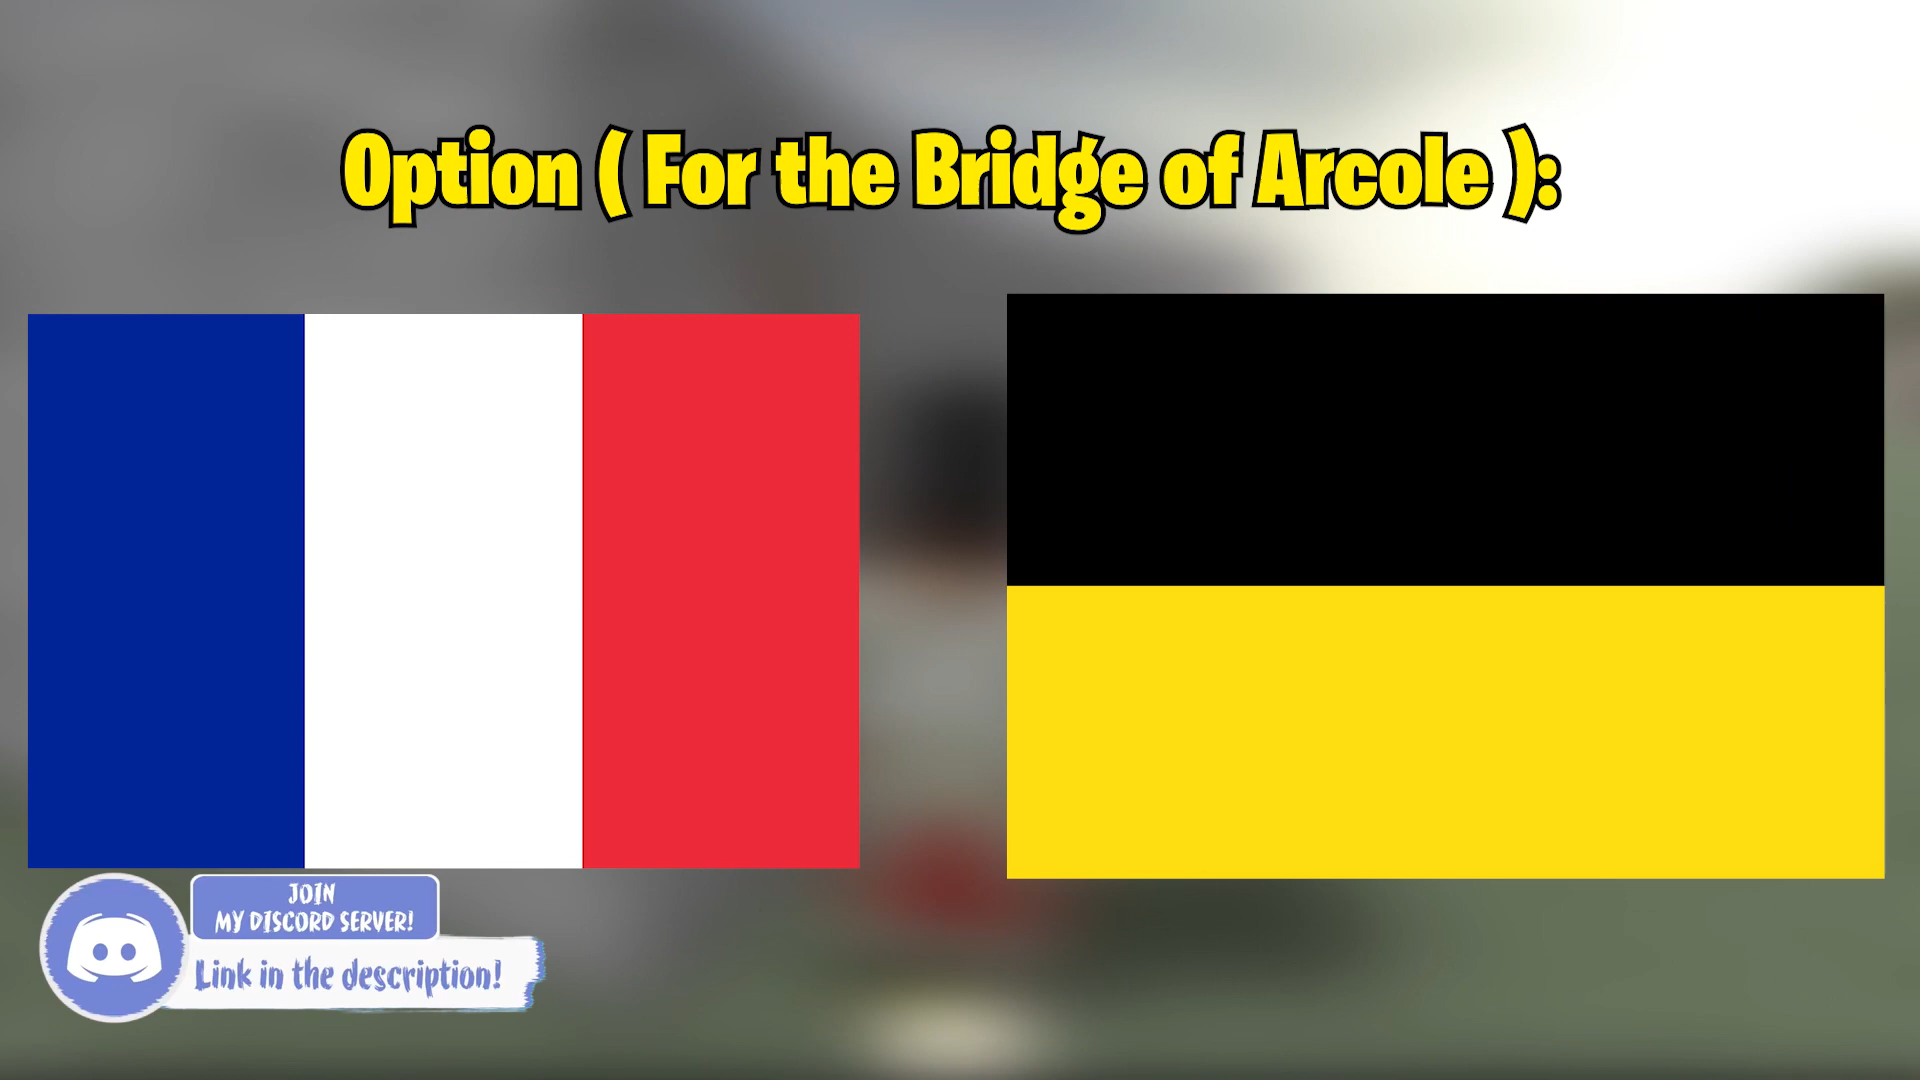 Option ( For the Bridge of Arcole ):
JOIN
MY DISCORD SERVER!
Link in the description!